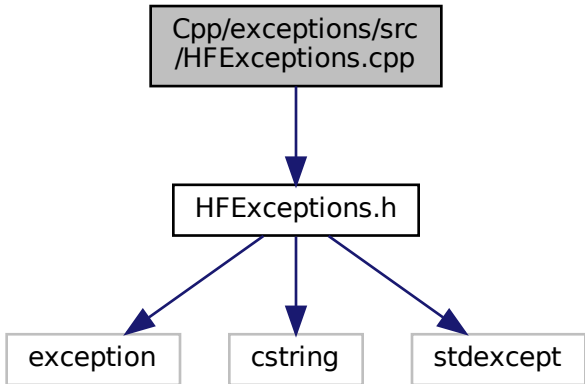 Cpp/exceptions/src
/HFExceptions.cpp
HFExceptions.h
exception
cstring
stdexcept